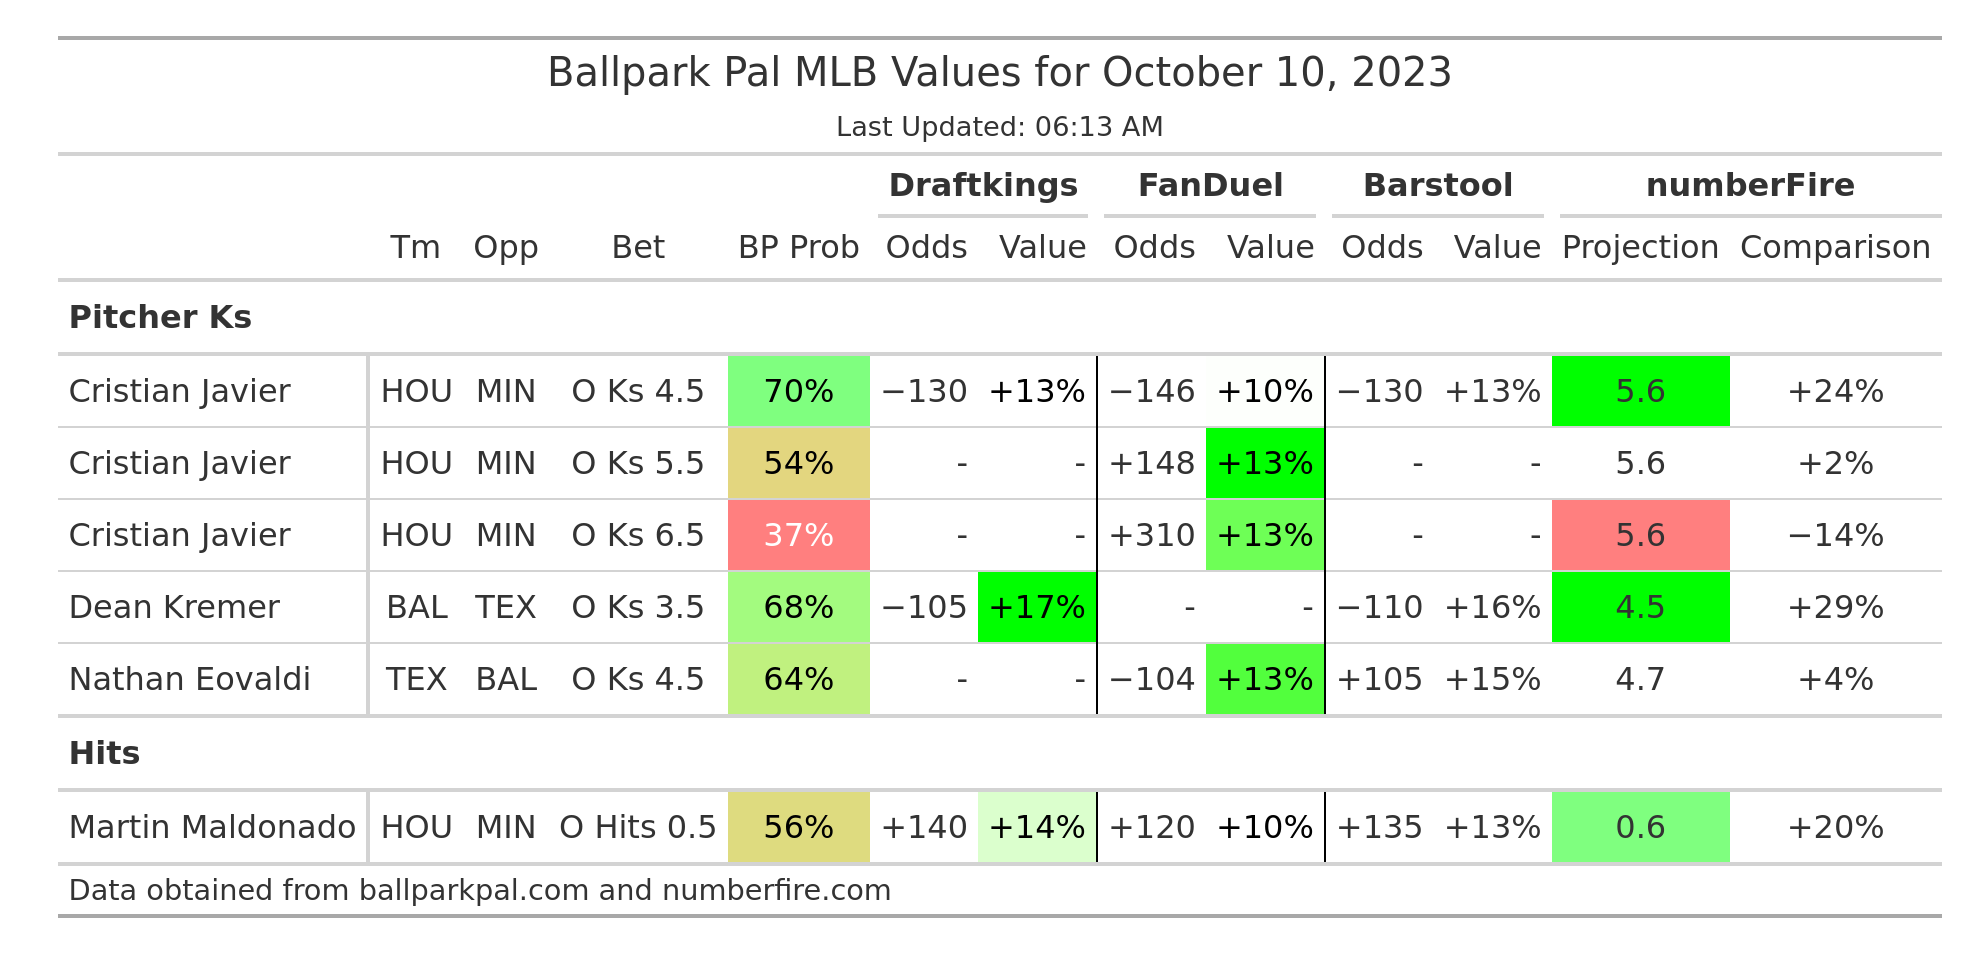 Ballpark Pal MLB Values for October 10, 2023
Last Updated: 06:13 AM
Draftkings FanDuel Barstool numberFire
Tm Opp Bet BP Prob Odds Value Odds Value Odds Value Projection Comparison
Pitcher Ks
Cristian Javier HOU MIN O Ks 4.5 70% −130 +13% −146 +10% −130 +13% 5.6 +24%
Cristian Javier HOU MIN O Ks 5.5 54% - - +148 +13% - - 5.6 +2%
Cristian Javier HOU MIN O Ks 6.5 37% - - +310 +13% - - 5.6 −14%
Dean Kremer BAL TEX O Ks 3.5 68% −105 +17% - - −110 +16% 4.5 +29%
Nathan Eovaldi TEX BAL O Ks 4.5 64% - - −104 +13% +105 +15% 4.7 +4%
Hits
Martin Maldonado HOU MIN O Hits 0.5 56% +140 +14% +120 +10% +135 +13% 0.6 +20%
Data obtained from ballparkpal.com and numberfire.com